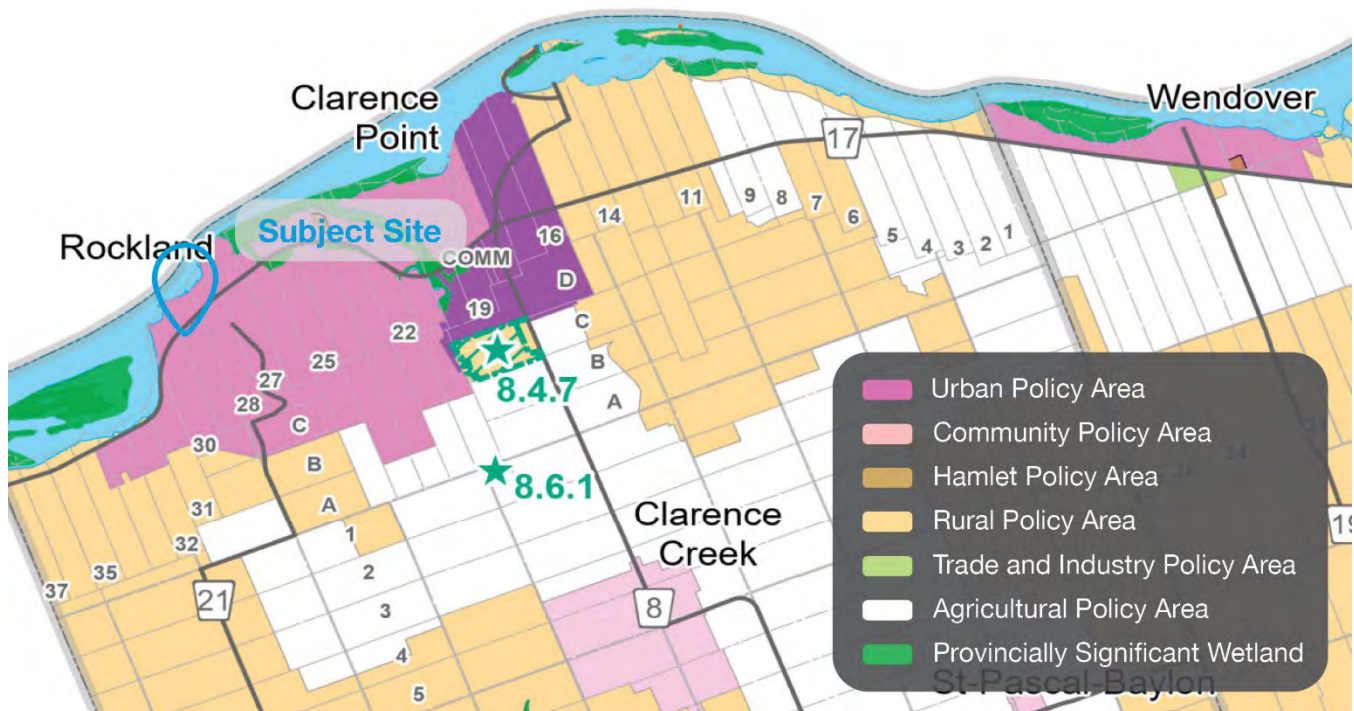 Clarence
Point
Wendover
17
Rockland
Subject Site
COMM
16
14
11
9
8
7
6
5
4
3
2
1
D
19
C
22
B
25
A
27
28
8.4.7
C
30
B
8.6.1
A
31
32
1
35
2
37
3
21
4
5
Clarence
Creek
8
19
Urban Policy Area
Community Policy Area
Hamlet Policy Area
Rural Policy Area
Trade and Industry Policy Area
Agricultural Policy Area
Provincially Significant Wetland
St-Pascal-Baylon